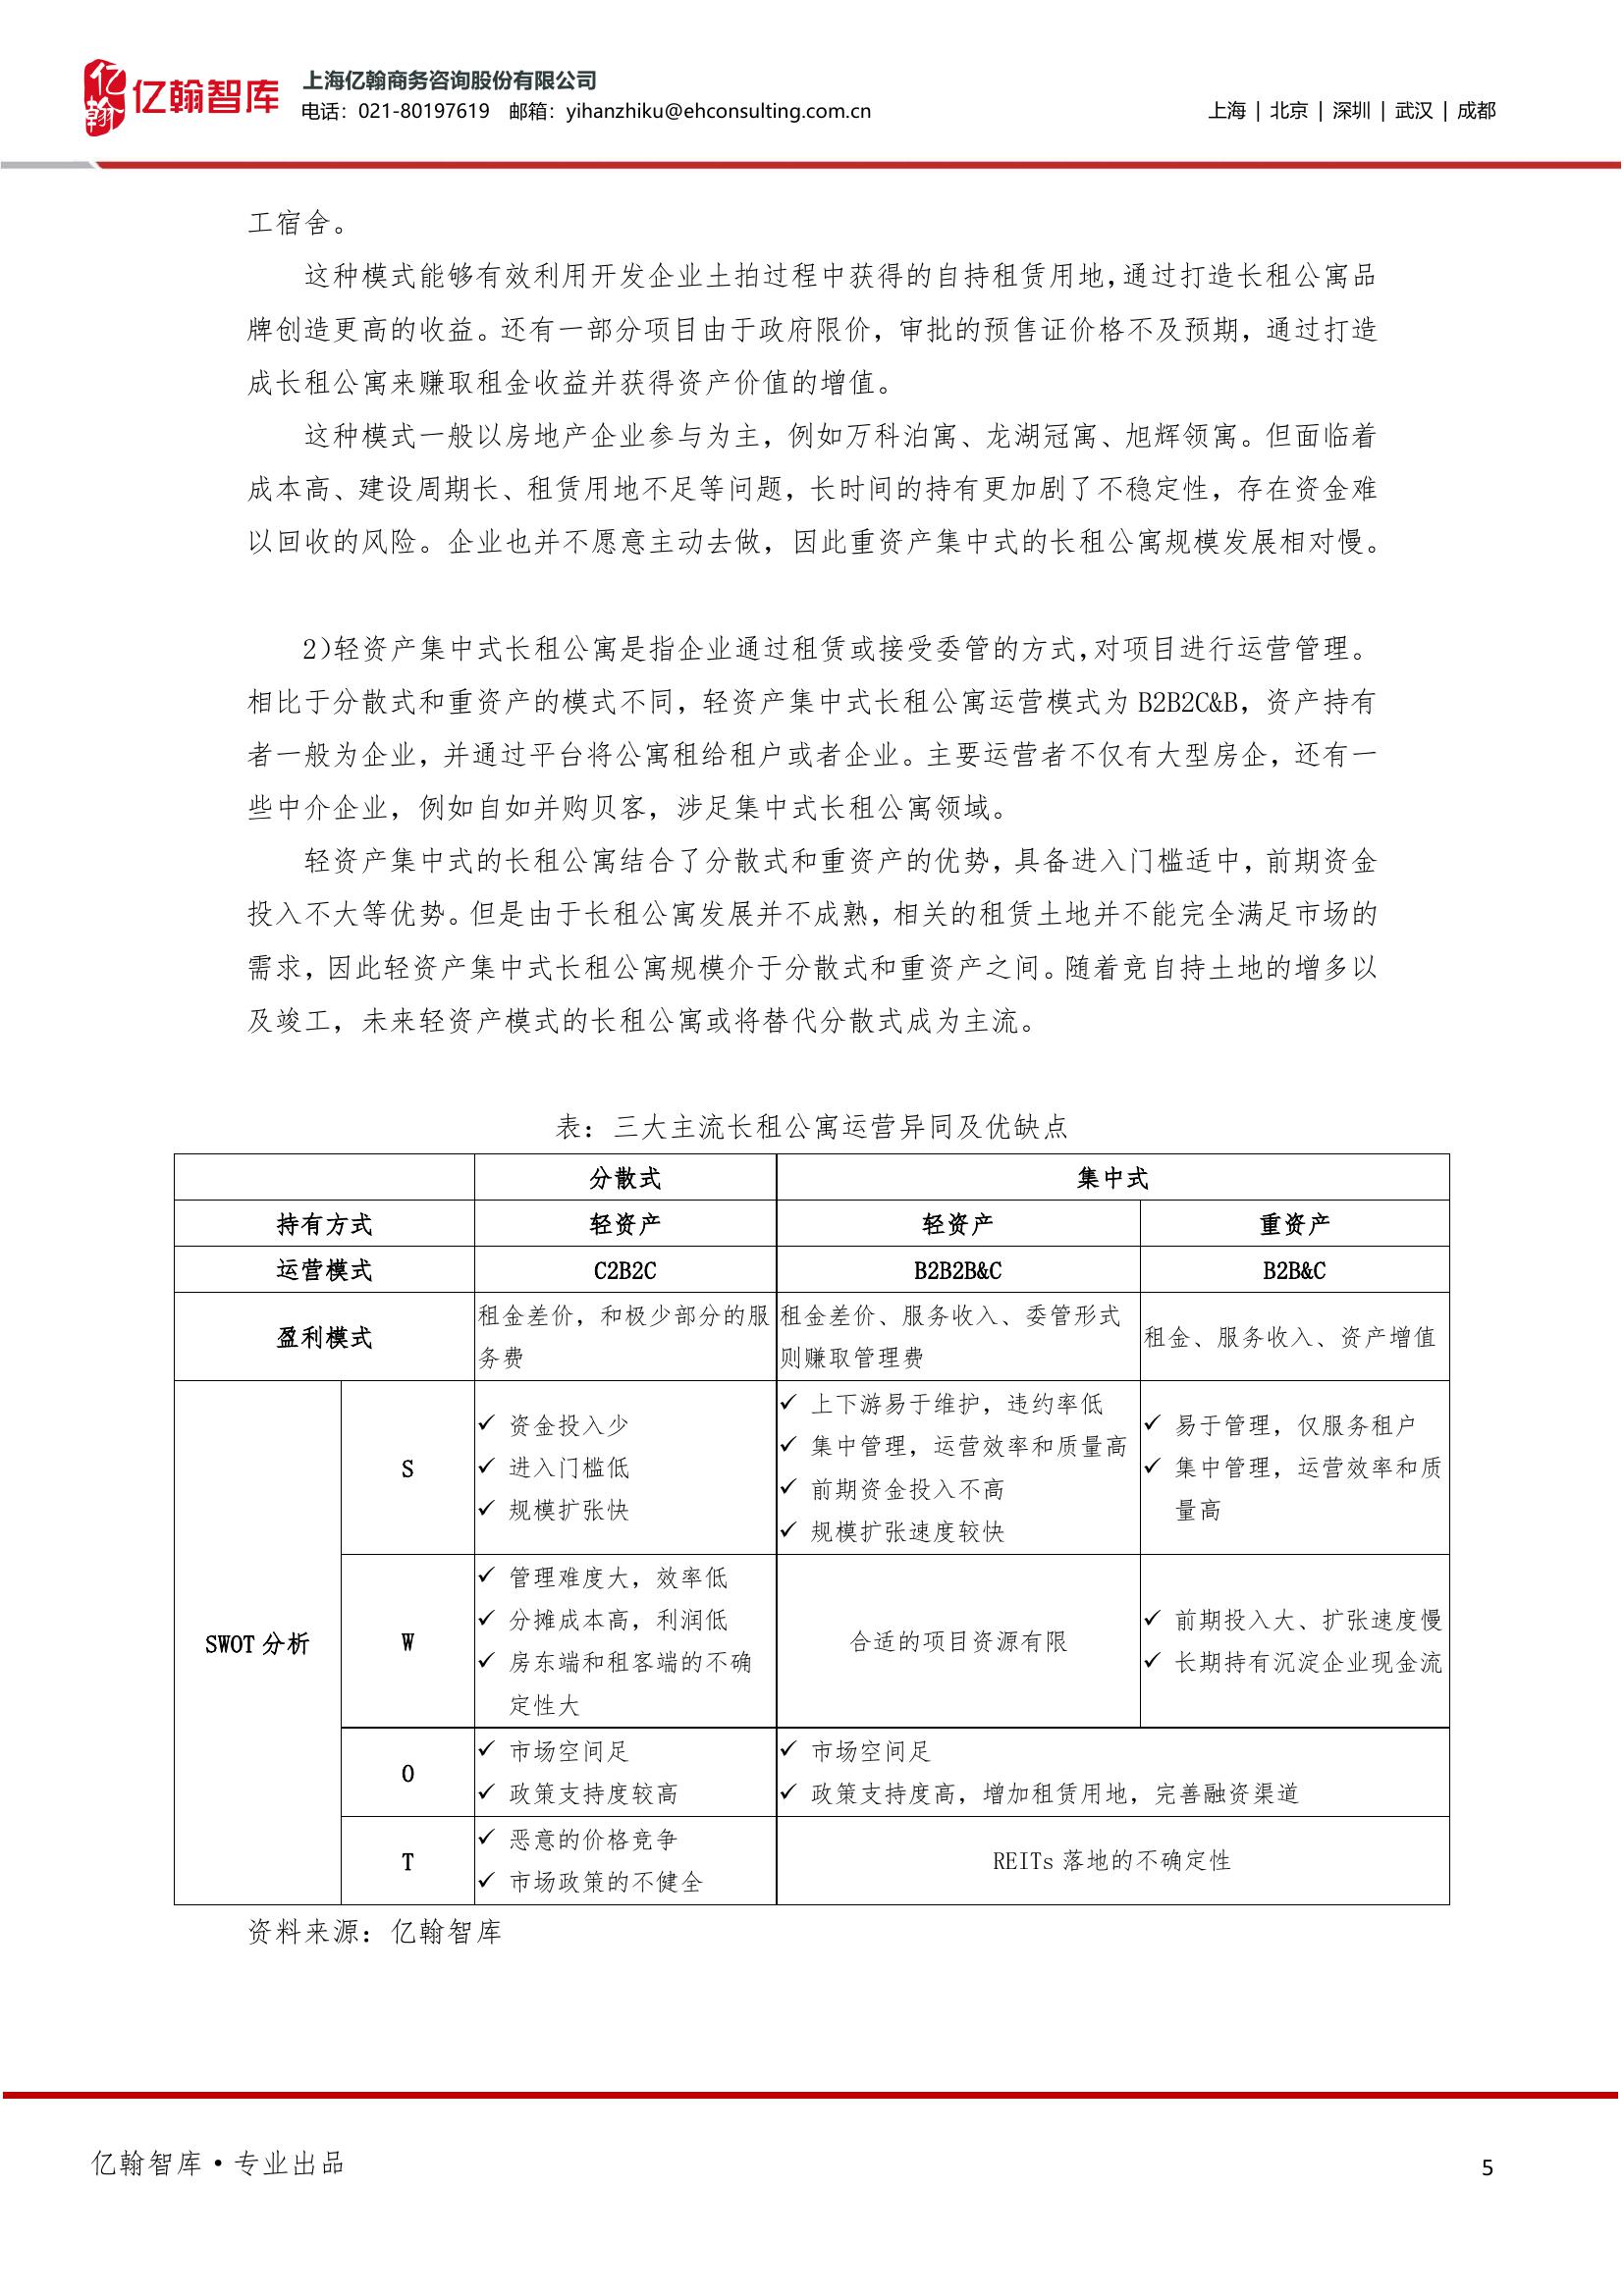 亿翰
亿翰智库
上海亿翰商务咨询股份有限公司
电话：021-80197619 邮箱：yihanzhiku@ehconsulting.com.cn
上海 | 北京 | 深圳 | 武汉 | 成都
工宿舍。
这种模式能够有效利用开发企业土拍过程中获得的自持租赁用地，通过打造长租公寓品
牌创造更高的收益。还有一部分项目由于政府限价，审批的预售证价格不及预期，通过打造
成长租公寓来赚取租金收益并获得资产价值的增值。
这种模式一般以房地产企业参与为主，例如万科泊寓、龙湖冠寓、旭辉领寓。但面临着
成本高、建设周期长、租赁用地不足等问题，长时间的持有更加剧了不稳定性，存在资金难
以回收的风险。企业也并不愿意主动去做，因此重资产集中式的长租公寓规模发展相对慢。
2）轻资产集中式长租公寓是指企业通过租赁或接受委管的方式，对项目进行运营管理。
相比于分散式和重资产的模式不同，轻资产集中式长租公寓运营模式为 B2B2C&B，资产持有
者一般为企业，并通过平台将公寓租给租户或者企业。主要运营者不仅有大型房企，还有一
些中介企业，例如自如并购贝客，涉足集中式长租公寓领域。
轻资产集中式的长租公寓结合了分散式和重资产的优势，具备进入门槛适中，前期资金
投入不大等优势。但是由于长租公寓发展并不成熟，相关的租赁土地并不能完全满足市场的
需求，因此轻资产集中式长租公寓规模介于分散式和重资产之间。随着竞自持土地的增多以
及竣工，未来轻资产模式的长租公寓或将替代分散式成为主流。
表：三大主流长租公寓运营异同及优缺点
分散式 集中式
持有方式 轻资产 轻资产 重资产
运营模式 C2B2C B2B2B&C B2B&C
盈利模式
租金差价，和极少部分的服
务费
租金差价、服务收入、委管形式
则赚取管理费
租金、服务收入、资产增值
SWOT 分析
S
✓ 资金投入少
✓ 进入门槛低
✓ 规模扩张快
✓ 上下游易于维护，违约率低
✓ 集中管理，运营效率和质量高
✓ 前期资金投入不高
✓ 规模扩张速度较快
✓ 易于管理，仅服务租户
✓ 集中管理，运营效率和质
量高
W
✓ 管理难度大，效率低
✓ 分摊成本高，利润低
✓ 房东端和租客端的不确
定性大
合适的项目资源有限
✓ 前期投入大、扩张速度慢
✓ 长期持有沉淀企业现金流
O
✓ 市场空间足
✓ 政策支持度较高
✓ 市场空间足
✓ 政策支持度高，增加租赁用地，完善融资渠道
T
✓ 恶意的价格竞争
✓ 市场政策的不健全
REITs 落地的不确定性
资料来源：亿翰智库
亿翰智库·专业出品
5